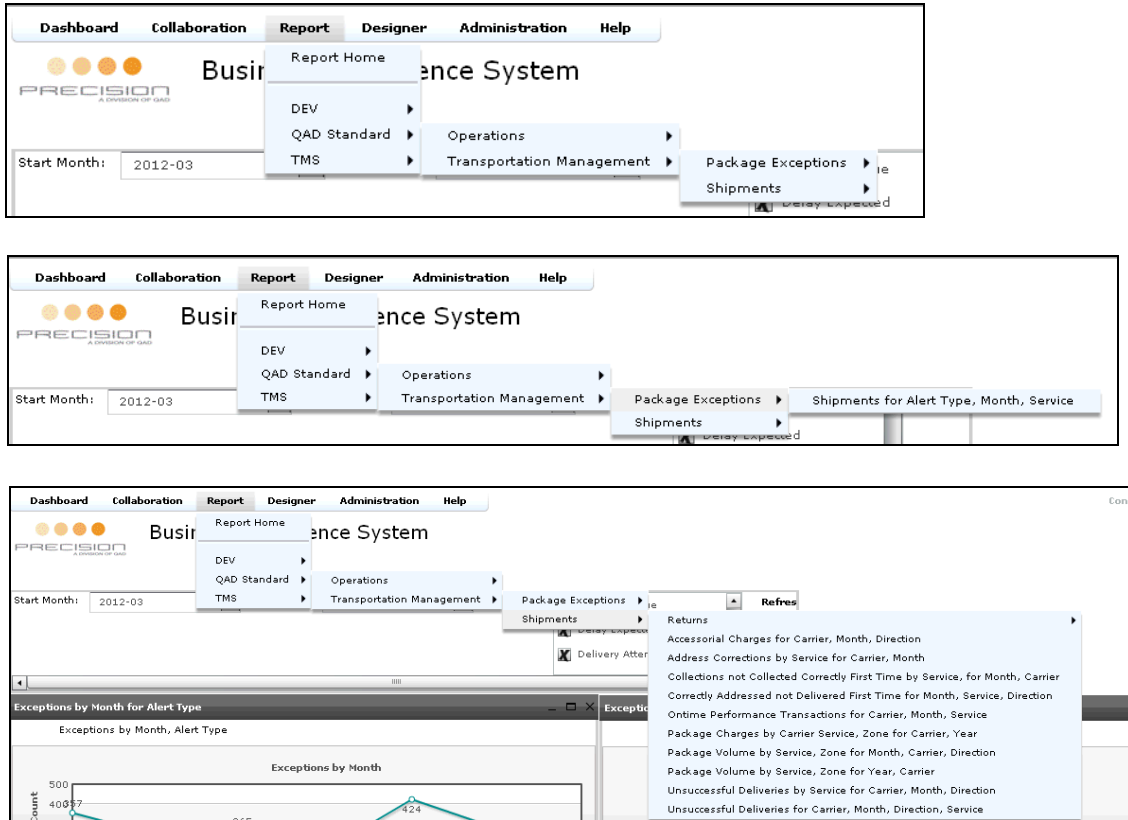 Dashboard Collaboration Report Designer Administration Help
Report Home
Busin ence System
PRECISION
A DIVISION OF QAD
DEV
QAD Standard Operations
Start Month: 2012-03 TMS Transportation Management Package Exceptions
Shipments
Delay Expected
Dashboard Collaboration Report Designer Administration Help
Report Home
Busin ence System
PRECISION
A DIVISION OF QAD
DEV
QAD Standard Operations
Start Month: 2012-03 TMS Transportation Management Package Exceptions Shipments for Alert Type, Month, Service
Shipments
Delay Expected
Dashboard Collaboration Report Designer Administration Help Con
Report Home
Busin ence System
PRECISION
A DIVISION OF QAD
DEV
QAD Standard Operations
Start Month: 2012-03 TMS Transportation Management Package Exceptions Refres
Shipments Returns
Accessorial Charges for Carrier, Month, Direction
Delivery Atter Address Corrections by Service for Carrier, Month
Collections not Collected Correctly First Time by Service, for Month, Carrier
Correctly Addressed not Delivered First Time for Month, Service, Direction
Exceptions by Month for Alert Type Exceptio Ontime Performance Transactions for Carrier, Month, Service
Exceptions by Month, Alert Type Package Charges by Carrier Service, Zone for Carrier, Year
Package Volume by Service, Zone for Month, Carrier, Direction
Exceptions by Month Package Volume by Service, Zone for Year, Carrier
500 Unsuccessful Deliveries by Service for Carrier, Month, Direction
Count 400 357 424 Unsuccessful Deliveries for Carrier, Month, Direction, Service